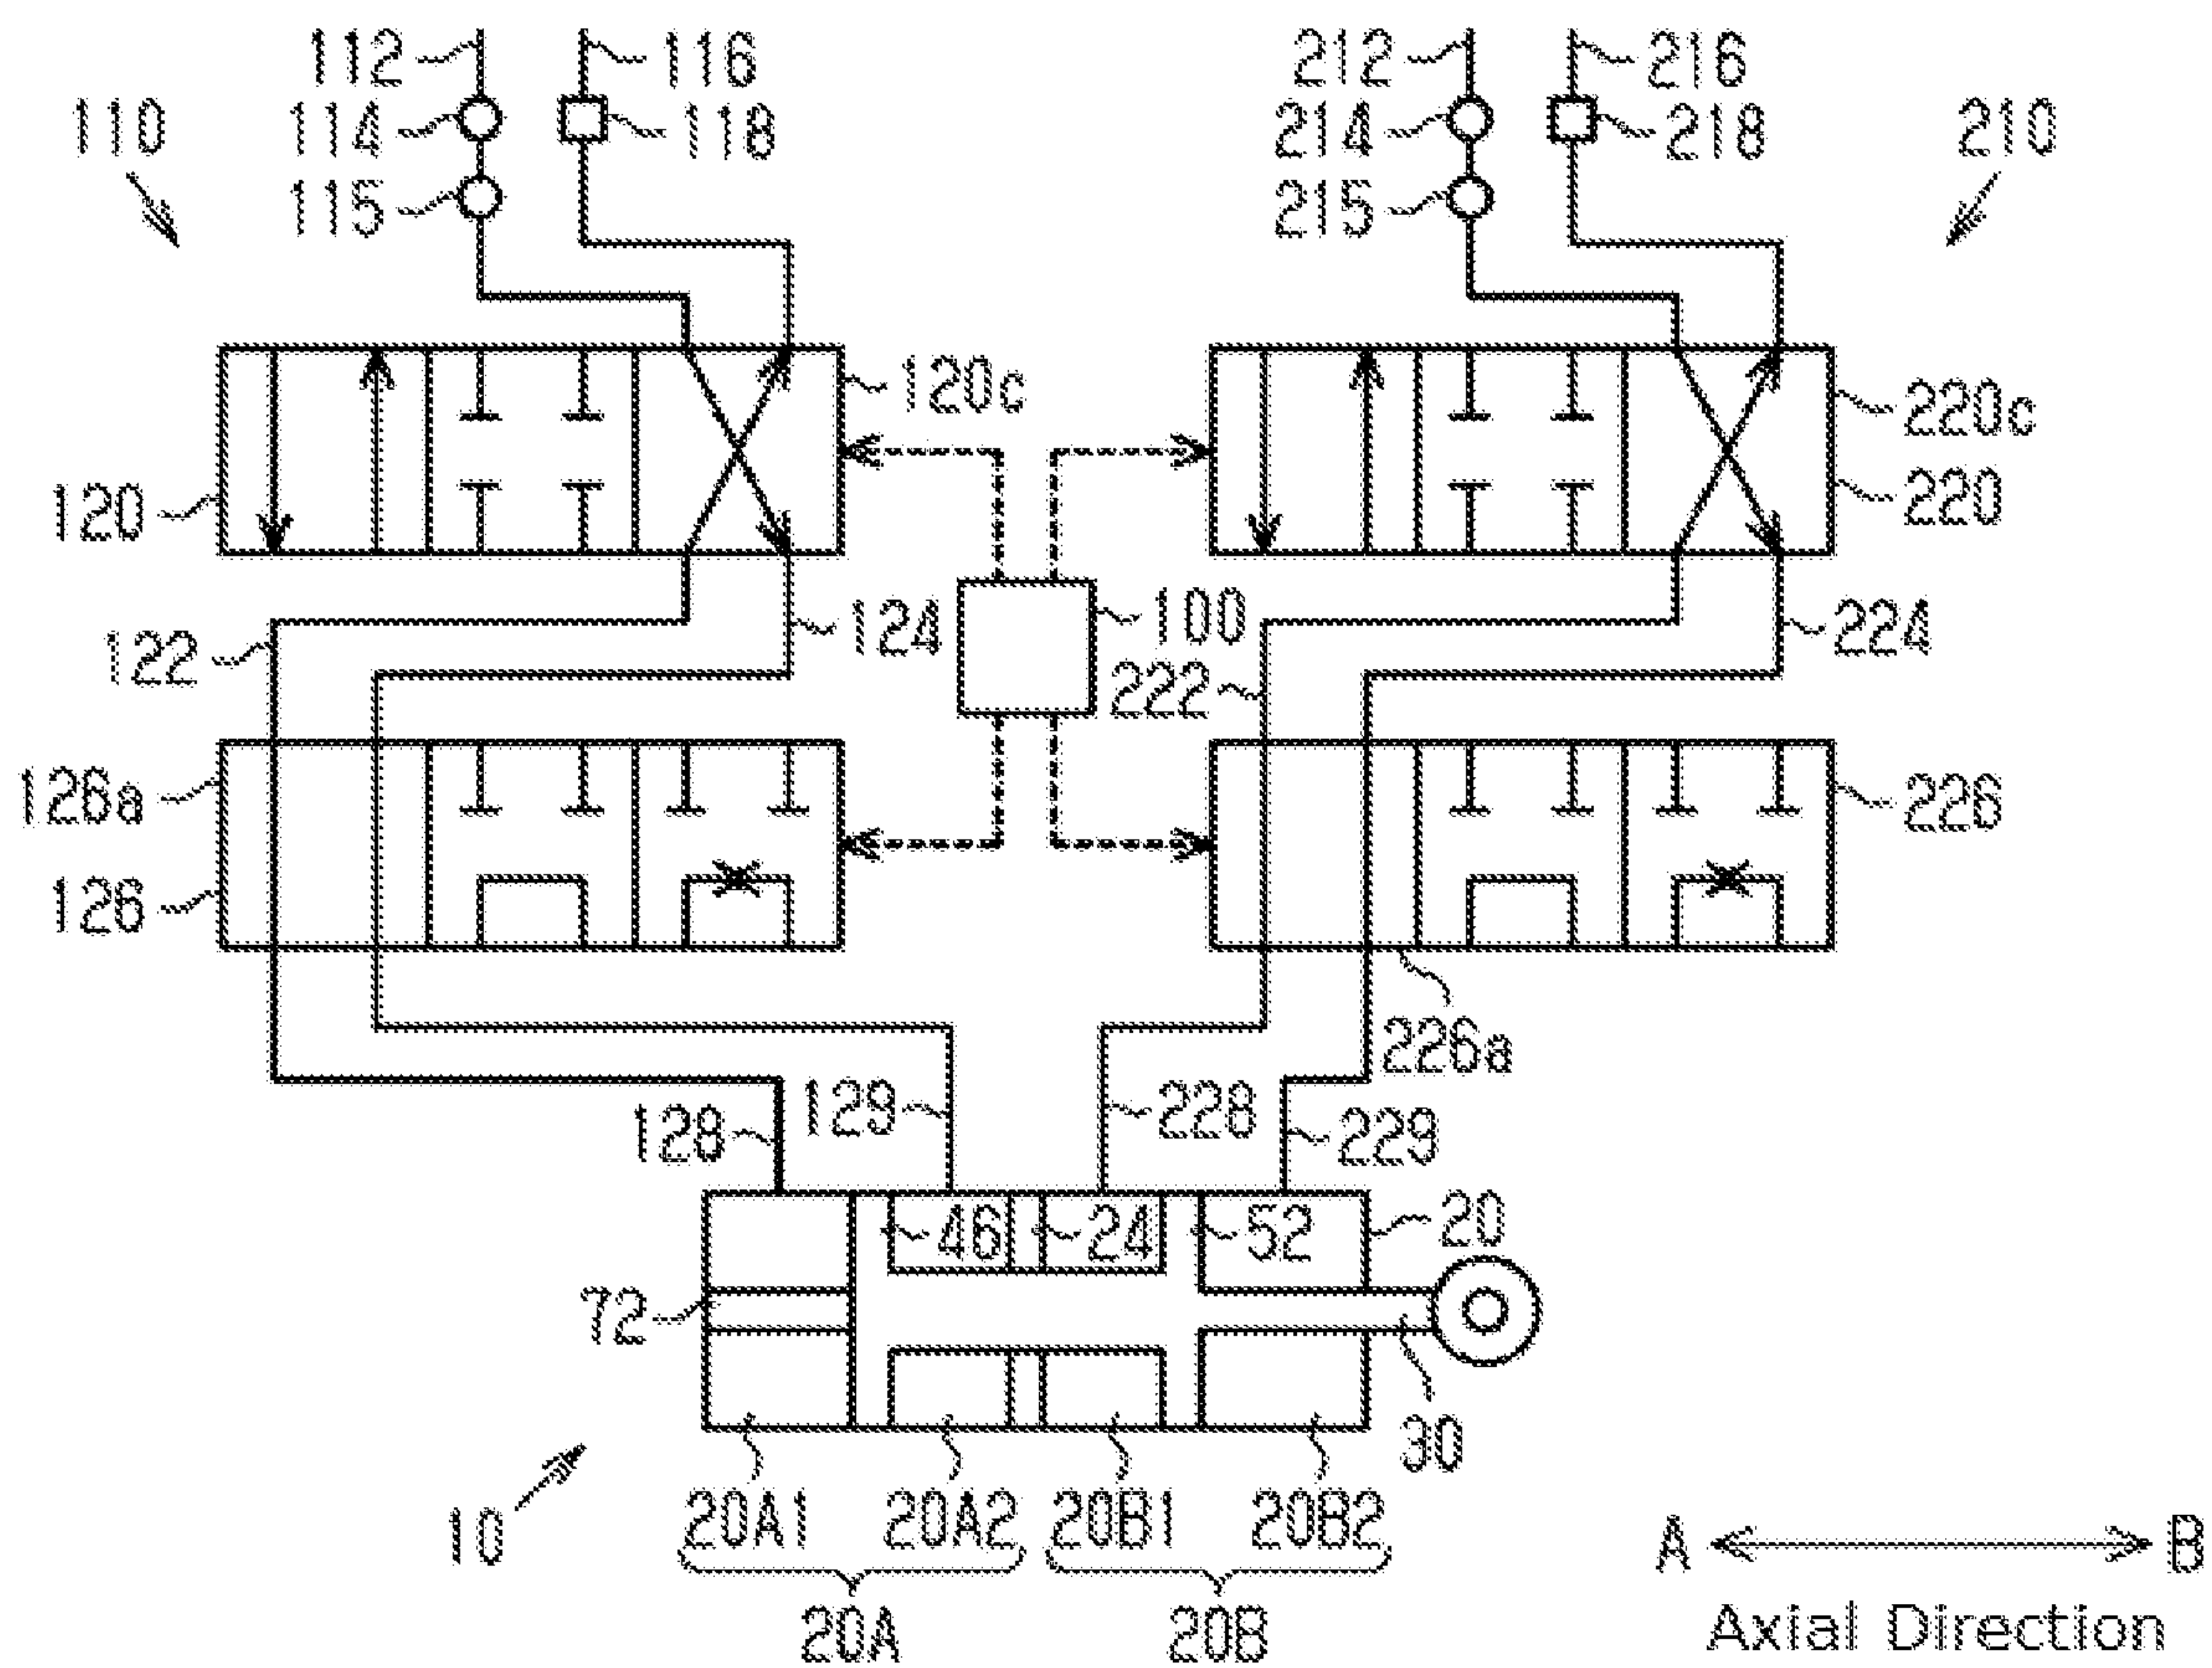 112 116 212 216
110 114 118 214 218 210
115 215
120c 220c
120 220
122 124 100 222 224
126a 226
126
226a
128 129 228 229
46 24 52 20
72
30
10 20A1 20A2 20B1 20B2 A B
20A 20B Axial Direction